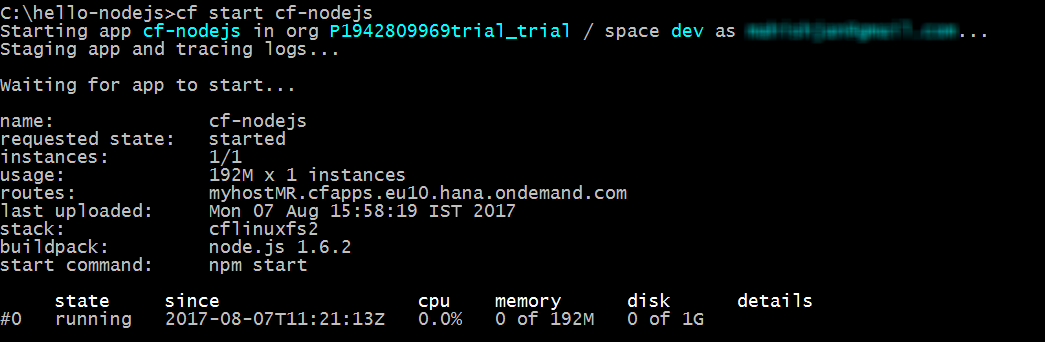 C:\hello-nodejs>cf start cf-nodejs
Starting app cf-nodejs in org P1942809969trial_trial / space dev as ...
Staging app and tracing logs...
Waiting for app to start...
name: cf-nodejs
requested state: started
instances: 1/1
usage: 192M x 1 instances
routes: myhostMR.cfapps.eu10.hana.ondemand.com
last uploaded: Mon 07 Aug 15:58:19 IST 2017
stack: cflinuxfs2
buildpack: node.js 1.6.2
start command: npm start
state since cpu memory disk details
#0 running 2017-08-07T11:21:13Z 0.0% 0 of 192M 0 of 1G